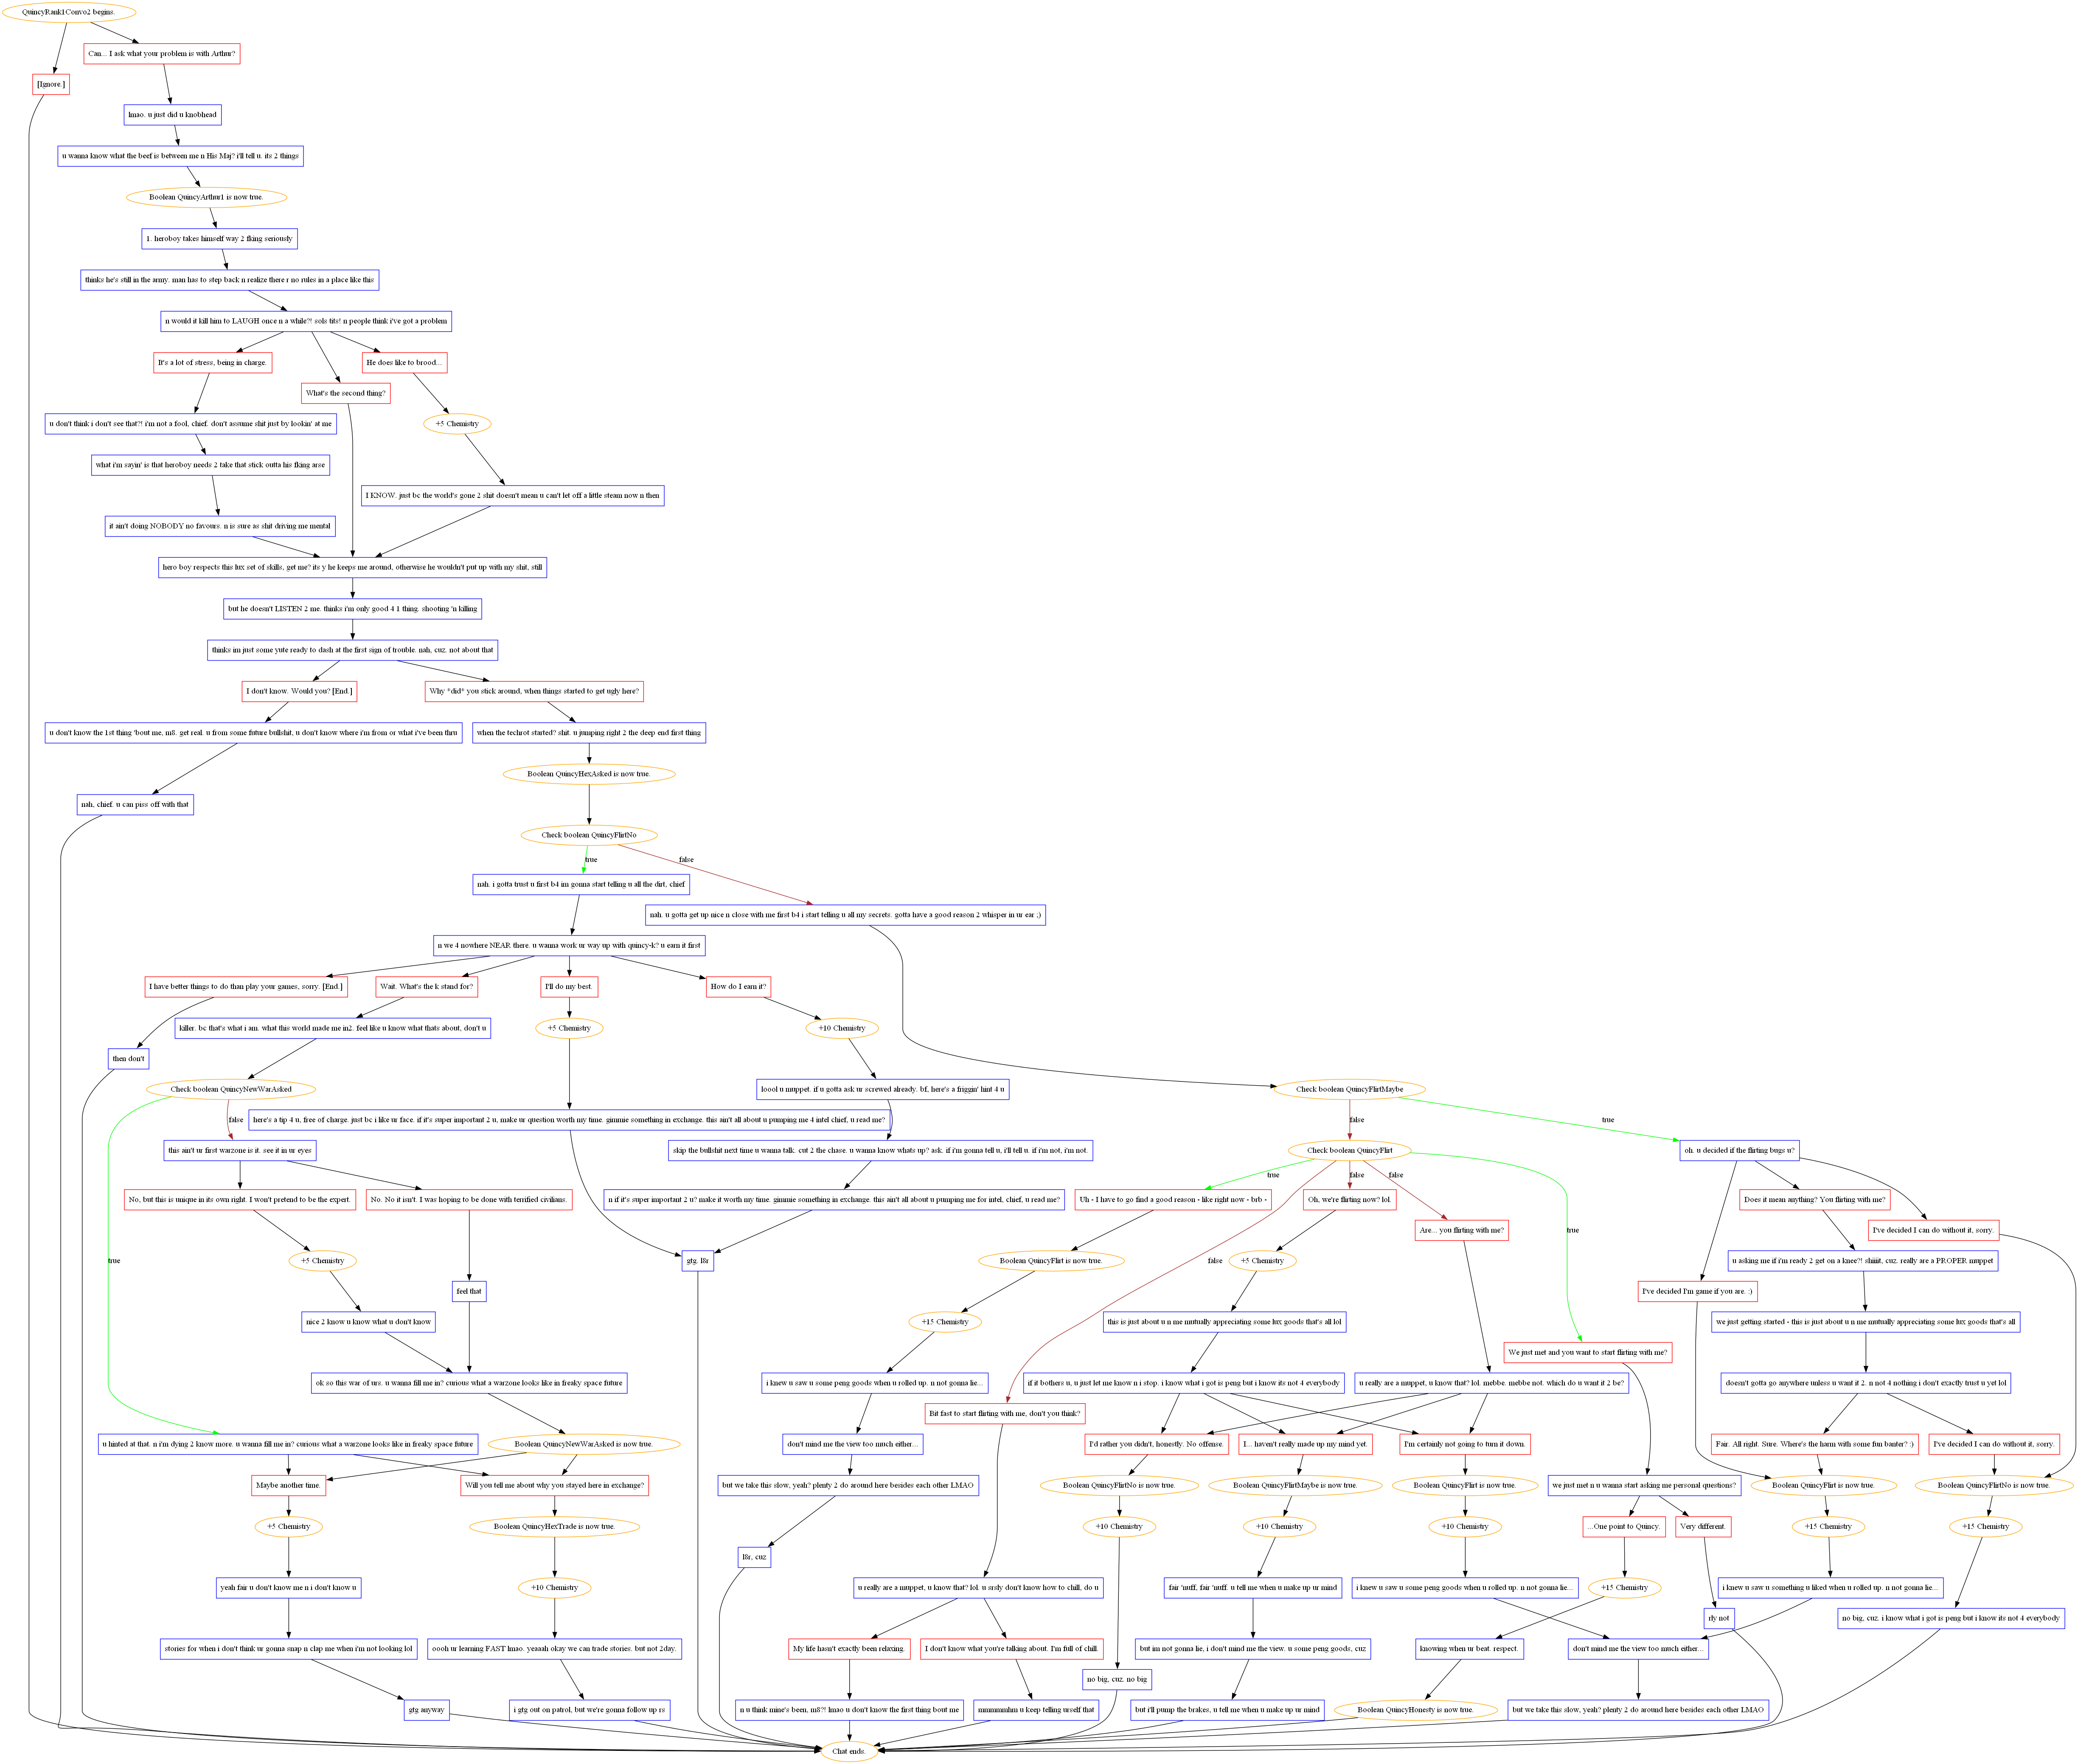 QuincyRank1Convo2 begins.
Can... I ask what your problem is with Arthur?
[Ignore.]
lmao. u just did u knobhead
u wanna know what the beef is between me n His Maj? i'll tell u. its 2 things
Boolean QuincyArthur1 is now true.
1. heroboy takes himself way 2 fking seriously
thinks he's still in the army. man has to step back n realize there r no rules in a place like this
n would it kill him to LAUGH once n a while?! sols tits! n people think i've got a problem
It's a lot of stress, being in charge.
He does like to brood...
What's the second thing?
u don't think i don't see that?! i'm not a fool, chief. don't assume shit just by lookin' at me
+5 Chemistry
what i'm sayin' is that heroboy needs 2 take that stick outta his fking arse
I KNOW. just bc the world's gone 2 shit doesn't mean u can't let off a little steam now n then
it ain't doing NOBODY no favours. n is sure as shit driving me mental
hero boy respects this lux set of skills, get me? its y he keeps me around, otherwise he wouldn't put up with my shit, still
but he doesn't LISTEN 2 me. thinks i'm only good 4 1 thing. shooting 'n killing
thinks im just some yute ready to dash at the first sign of trouble. nah, cuz. not about that
I don't know. Would you? [End.]
Why *did* you stick around, when things started to get ugly here?
u don't know the 1st thing 'bout me, m8. get real. u from some future bullshit, u don't know where i'm from or what i've been thru
when the techrot started? shit. u jumping right 2 the deep end first thing
Boolean QuincyHexAsked is now true.
nah, chief. u can piss off with that
Check boolean QuincyFlirtNo
true
false
nah. i gotta trust u first b4 im gonna start telling u all the dirt, chief
nah. u gotta get up nice n close with me first b4 i start telling u all my secrets. gotta have a good reason 2 whisper in ur ear ;)
n we 4 nowhere NEAR there. u wanna work ur way up with quincy-k? u earn it first
I have better things to do than play your games, sorry. [End.]
Wait. What's the k stand for?
I'll do my best.
How do I earn it?
killer. bc that's what i am. what this world made me in2. feel like u know what thats about, don't u
+5 Chemistry
+10 Chemistry
then don't
Check boolean QuincyNewWarAsked
loool u muppet. if u gotta ask ur screwed already. bf, here's a friggin' hint 4 u
Check boolean QuincyFlirtMaybe
false
here's a tip 4 u, free of charge. just bc i like ur face. if it's super important 2 u, make ur question worth my time. gimmie something in exchange. this ain't all about u pumping me 4 intel chief, u read me?
false
true
this ain't ur first warzone is it. see it in ur eyes
skip the bullshit next time u wanna talk. cut 2 the chase. u wanna know whats up? ask. if i'm gonna tell u, i'll tell u. if i'm not, i'm not.
Check boolean QuincyFlirt
oh. u decided if the flirting bugs u?
true
false
false
No, but this is unique in its own right. I won't pretend to be the expert.
No. No it isn't. I was hoping to be done with terrified civilians.
n if it's super important 2 u? make it worth my time. gimmie something in exchange. this ain't all about u pumping me for intel, chief, u read me?
Uh - I have to go find a good reason - like right now - brb -
Oh, we're flirting now? lol.
Does it mean anything? You flirting with me?
Are... you flirting with me?
true
I've decided I can do without it, sorry.
true
+5 Chemistry
gtg. l8r
Boolean QuincyFlirt is now true.
false
+5 Chemistry
u asking me if i'm ready 2 get on a knee?! shiiiit, cuz. really are a PROPER muppet
feel that
I've decided I'm game if you are. :)
nice 2 know u know what u don't know
+15 Chemistry
this is just about u n me mutually appreciating some lux goods that's all lol
we just getting started - this is just about u n me mutually appreciating some lux goods that's all
We just met and you want to start flirting with me?
ok so this war of urs. u wanna fill me in? curious what a warzone looks like in freaky space future
i knew u saw u some peng goods when u rolled up. n not gonna lie...
if it bothers u, u just let me know n i stop. i know what i got is peng but i know its not 4 everybody
u really are a muppet, u know that? lol. mebbe. mebbe not. which do u want it 2 be?
doesn't gotta go anywhere unless u want it 2. n not 4 nothing i don't exactly trust u yet lol
Bit fast to start flirting with me, don't you think?
u hinted at that. n i'm dying 2 know more. u wanna fill me in? curious what a warzone looks like in freaky space future
Boolean QuincyNewWarAsked is now true.
don't mind me the view too much either...
I'd rather you didn't, honestly. No offense.
I... haven't really made up my mind yet.
I'm certainly not going to turn it down.
Fair. All right. Sure. Where's the harm with some fun banter? :)
I've decided I can do without it, sorry.
Maybe another time.
Will you tell me about why you stayed here in exchange?
but we take this slow, yeah? plenty 2 do around here besides each other LMAO
Boolean QuincyFlirtNo is now true.
Boolean QuincyFlirtMaybe is now true.
Boolean QuincyFlirt is now true.
we just met n u wanna start asking me personal questions?
Boolean QuincyFlirt is now true.
Boolean QuincyFlirtNo is now true.
+5 Chemistry
Boolean QuincyHexTrade is now true.
+10 Chemistry
+10 Chemistry
+10 Chemistry
...One point to Quincy.
Very different.
+15 Chemistry
+15 Chemistry
l8r, cuz
yeah fair u don't know me n i don't know u
+10 Chemistry
u really are a muppet, u know that? lol. u srsly don't know how to chill, do u
fair 'nuff, fair 'nuff. u tell me when u make up ur mind
i knew u saw u some peng goods when u rolled up. n not gonna lie...
+15 Chemistry
i knew u saw u something u liked when u rolled up. n not gonna lie...
rly not
no big, cuz. i know what i got is peng but i know its not 4 everybody
stories for when i don't think ur gonna snap n clap me when i'm not looking lol
oooh ur learning FAST lmao. yeaaah okay we can trade stories. but not 2day.
My life hasn't exactly been relaxing.
I don't know what you're talking about. I'm full of chill.
but im not gonna lie, i don't mind me the view. u some peng goods, cuz
knowing when ur beat. respect.
don't mind me the view too much either...
no big, cuz. no big
gtg anyway
i gtg out on patrol, but we're gonna follow up rs
n u think mine's been, m8?! lmao u don't know the first thing bout me
mmmmmhm u keep telling urself that
but i'll pump the brakes, u tell me when u make up ur mind
Boolean QuincyHonesty is now true.
but we take this slow, yeah? plenty 2 do around here besides each other LMAO
Chat ends.